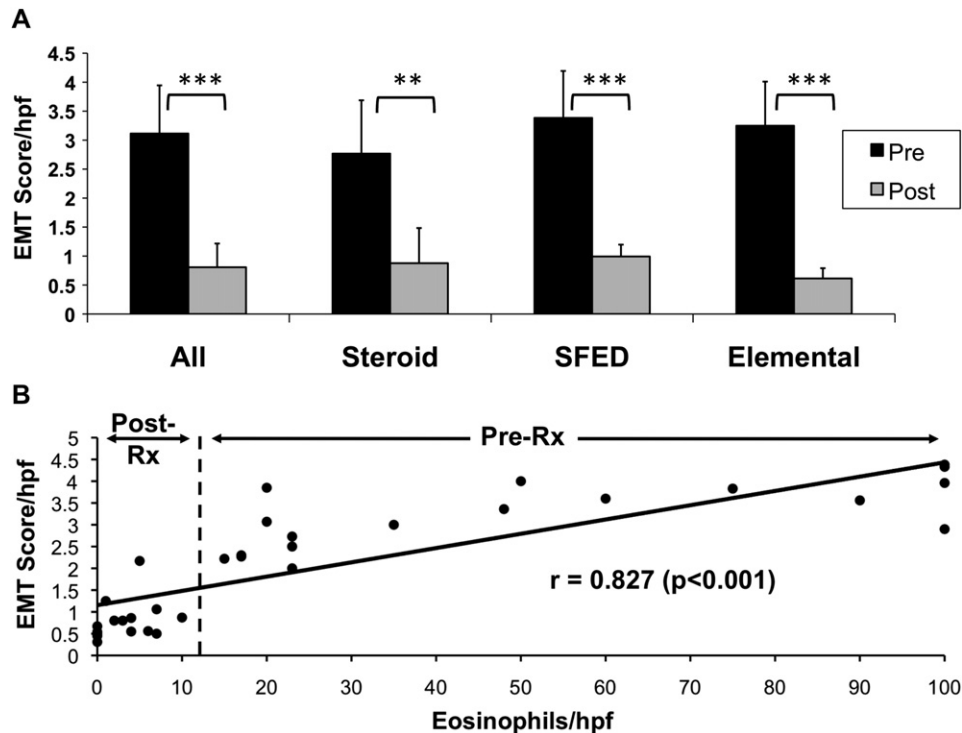 A
EMT Score/hpf
4.5
4
3.5
3
2.5
2
1.5
1
0.5
0
*** ** *** ***
Pre
Post
All Steroid SFED Elemental
B
Post-
Rx
Pre-Rx
EMT Score/hpf
5
4.5
4
3.5
3
2.5
2
1.5
1
0.5
0
r = 0.827 (p<0.001)
0 10 20 30 40 50 60 70 80 90 100
Eosinophils/hpf